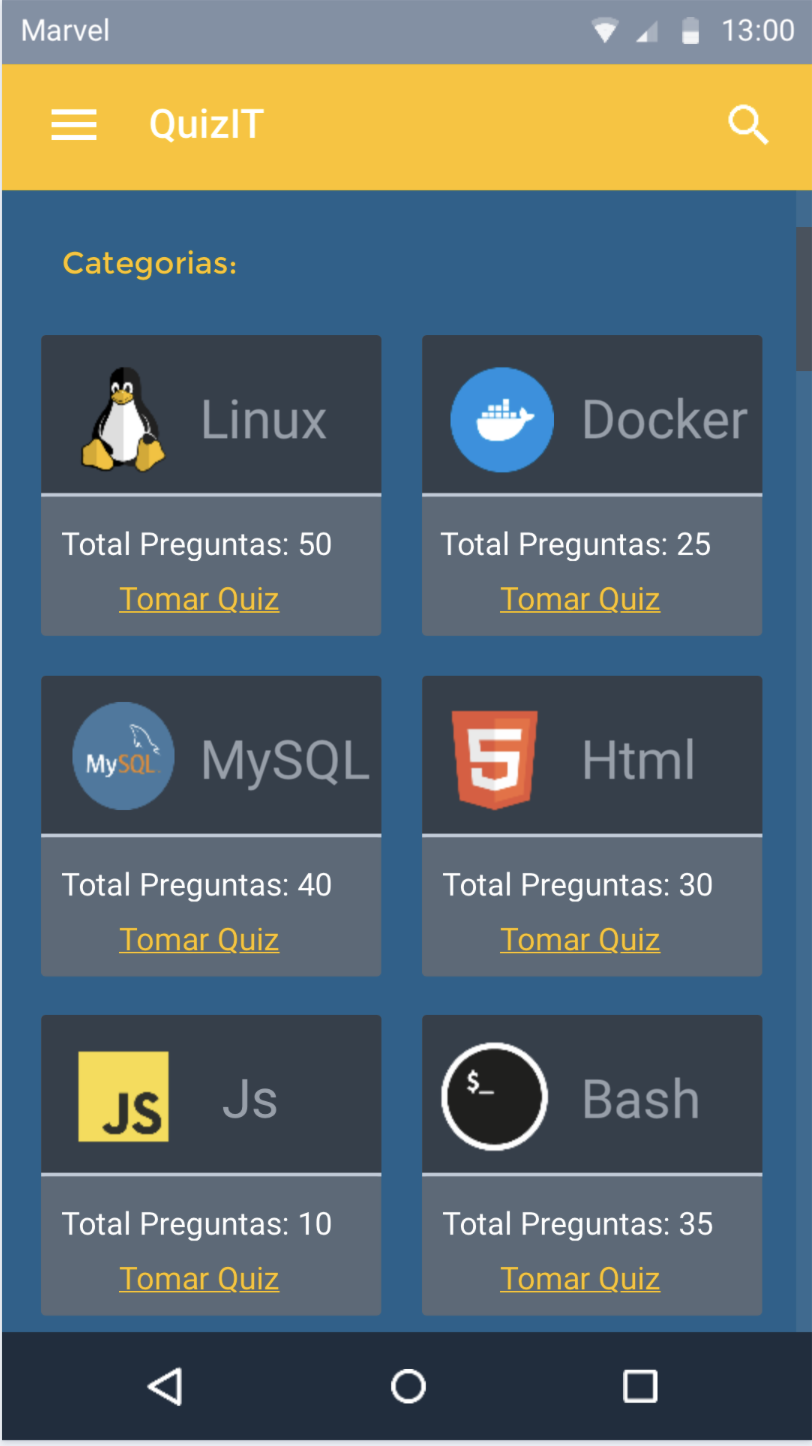 Marvel 13:00
QuizIT
Categorias:
Linux
Docker
Total Preguntas: 50
Total Preguntas: 25
Tomar Quiz
Tomar Quiz
MySQL
MySQL
5
Html
Total Preguntas: 40
Total Preguntas: 30
Tomar Quiz
Tomar Quiz
JS
Js
$_
Bash
Total Preguntas: 10
Total Preguntas: 35
Tomar Quiz
Tomar Quiz